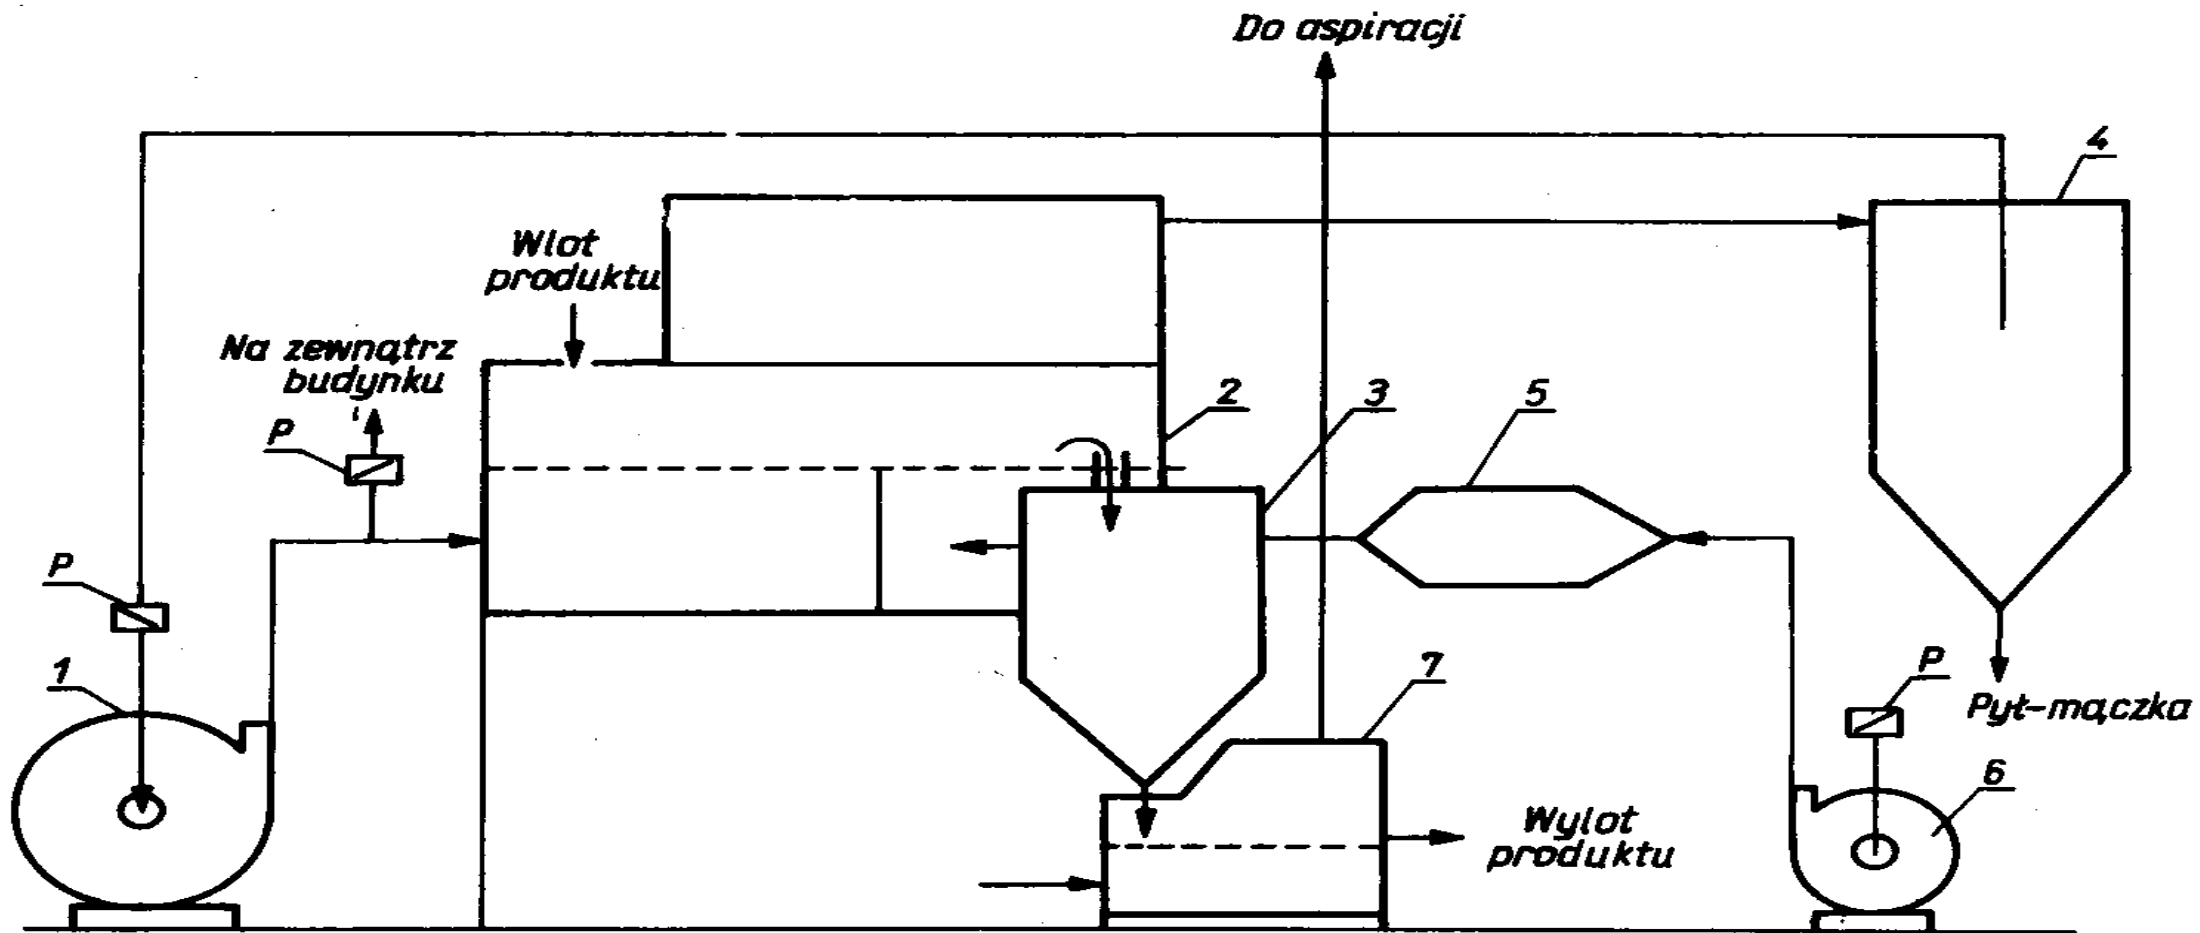 Do aspiracji
4
Wlot
produktu
Na zewnątrz
budynku
P
2
3
5
P
1
7
P
Pył-mączka
6
Wylot
produktu